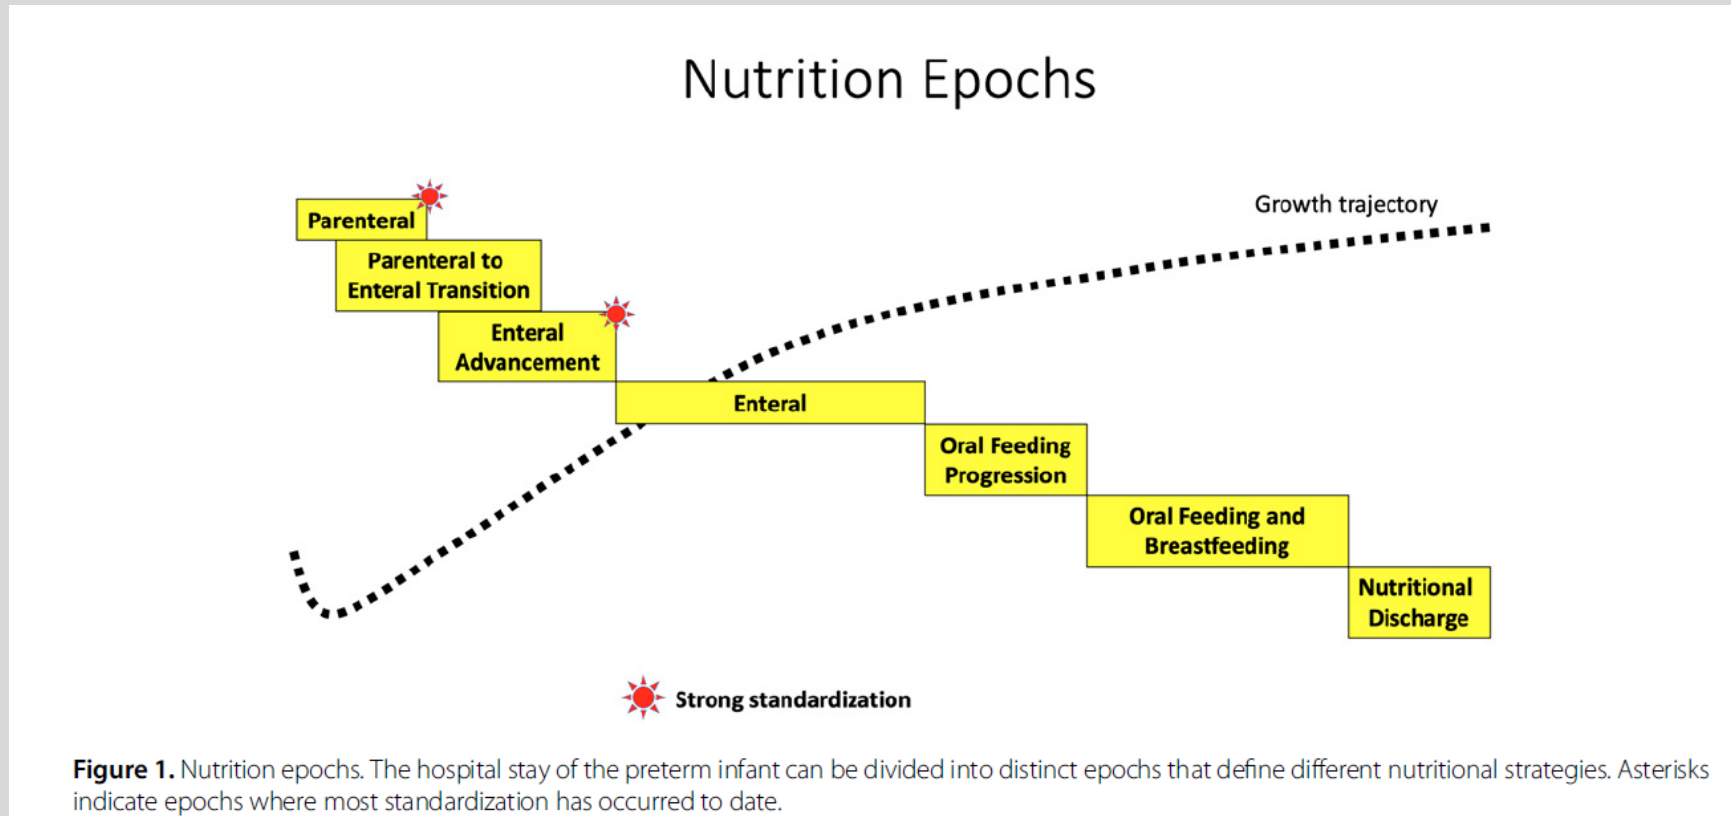 Nutrition Epochs
Growth trajectory
Parenteral
Parenteral to
Enteral Transition
Enteral
Advancement
Enteral
Oral Feeding
Progression
Oral Feeding and
Breastfeeding
Nutritional
Discharge
Strong standardization
Figure 1. Nutrition epochs. The hospital stay of the preterm infant can be divided into distinct epochs that define different nutritional strategies. Asterisks
indicate epochs where most standardization has occurred to date.